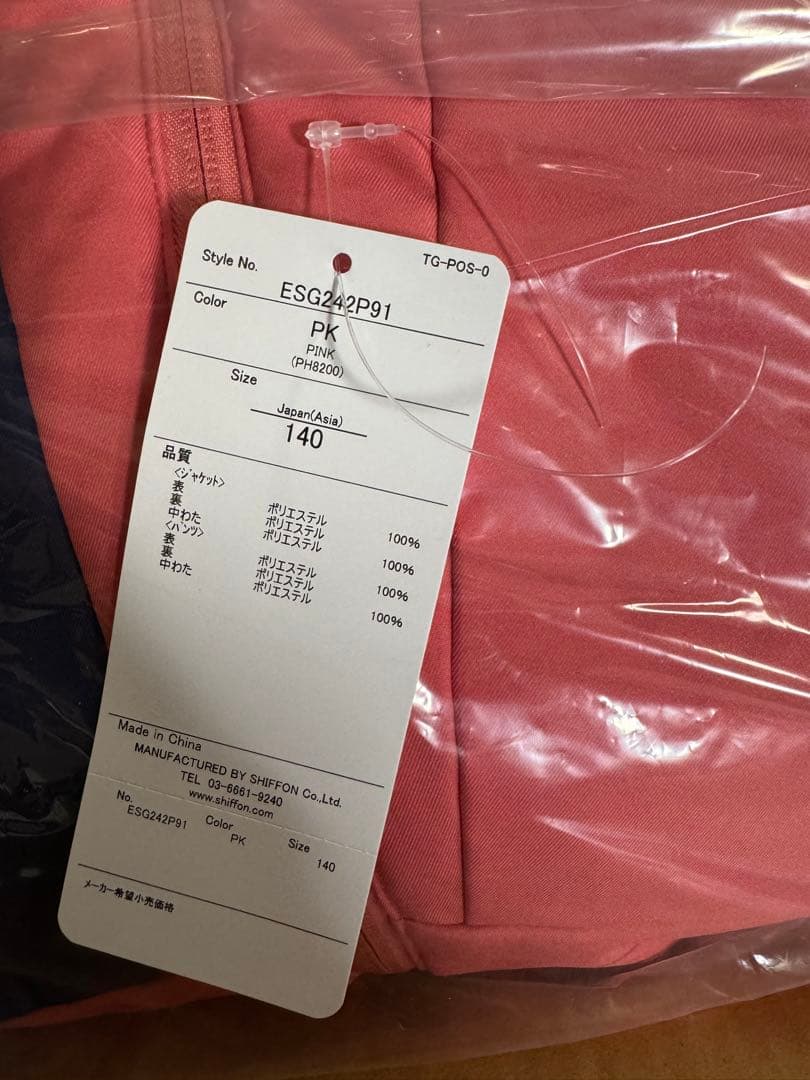 TG-POS-0
Style No.
ESG242P91
Color
PK
PINK
(PH8200)
Size
Japan(Asia)
140
品質
<ジャケット>
表 ポリエステル 100%
裏 ポリエステル 100%
中わた ポリエステル 100%
<パンツ>
表 ポリエステル 100%
裏 ポリエステル
中わた ポリエステル
Made in China
MANUFACTURED BY SHIFFON Co.,Ltd.
TEL 03-6661-9240
www.shiffon.com
No. Color Size
ESG242P91 PK 140
メーカー希望小売価格